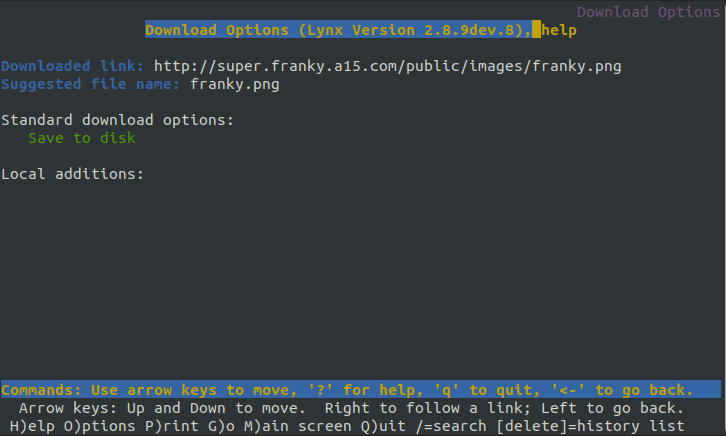 Download Options
Download Options (Lynx Version 2.8.9dev.8), help
Downloaded link: http://super.franky.a15.com/public/images/franky.png
Suggested file name: franky.png
Standard download options:
Save to disk
Local additions:
Commands: Use arrow keys to move, '?' for help, 'q' to quit, '<-' to go back.
Arrow keys: Up and Down to move.  Right to follow a link; Left to go back.
H)elp O)ptions P)rint G)o M)ain screen Q)uit /=search [delete]=history list